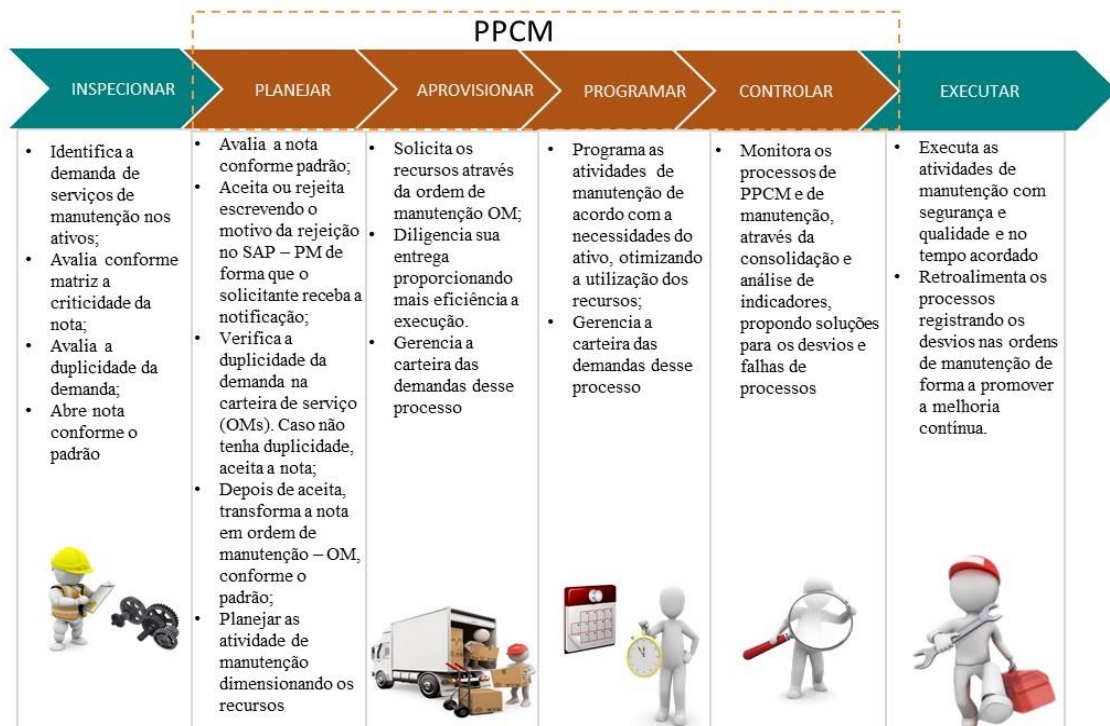 PPCM
INSPECIONAR
PLANEJAR
APROVISIONAR
PROGRAMAR
CONTROLAR
EXECUTAR
• Identifica a
demanda de
serviços de
manutenção nos
ativos;
• Avalia conforme
matriz a
criticidade da
nota;
• Avalia a
duplicidade da
demanda;
• Abre nota
conforme o
padrão
• Avalia a nota
conforme padrão;
• Aceita ou rejeita
escrevendo o
motivo da rejeição
no SAP – PM de
forma que o
solicitante receba a
notificação;
• Verifica a
duplicidade da
demanda na
carteira de serviço
(OMs). Caso não
tenha duplicidade,
aceita a nota;
• Depois de aceita,
transforma a nota
em ordem de
manutenção – OM,
conforme o
padrão;
• Planejar as
atividade de
manutenção
dimensionando os
recursos
• Solicita os
recursos através
da ordem de
manutenção OM;
• Diligencia sua
entrega
proporcionando
mais eficiência a
execução.
• Gerencia a
carteira das
demandas desse
processo
• Programa as
atividades de
manutenção de
acordo com a
necessidades do
ativo, otimizando
a utilização dos
recursos;
• Gerencia a
carteira das
demandas desse
processo
• Monitora os
processos de
PPCM e de
manutenção,
através da
consolidação e
análise de
indicadores,
propondo soluções
para os desvios e
falhas de
processos
• Executa as
atividades de
manutenção com
segurança e
qualidade e no
tempo acordado
• Retroalimenta os
processos
registrando os
desvios nas ordens
de manutenção de
forma a promover
a melhoria
contínua.